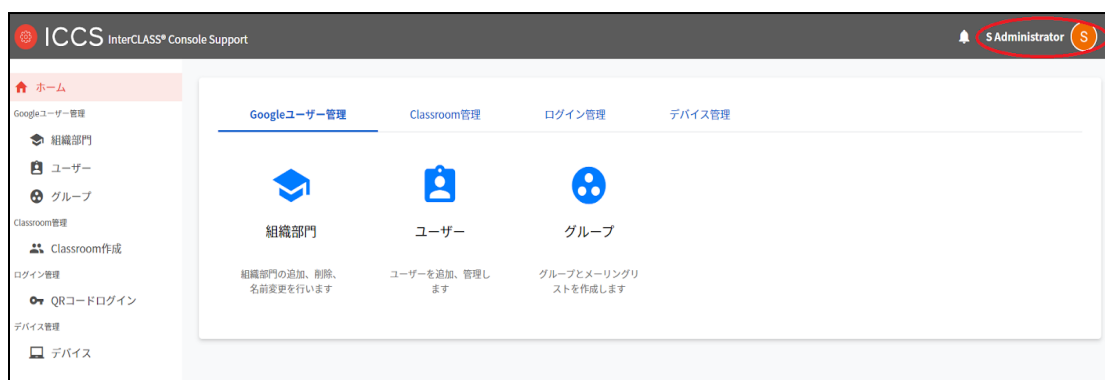 ICCS InterCLASS® Console Support
S Administrator
S
ホーム
Googleユーザー管理
組織部門
ユーザー
グループ
Classroom管理
Classroom作成
ログイン管理
QRコードログイン
デバイス管理
デバイス
Googleユーザー管理
Classroom管理
ログイン管理
デバイス管理
組織部門
組織部門の追加、削除、
名前変更を行います
ユーザー
ユーザーを追加、管理し
ます
グループ
グループとメーリングリ
ストを作成します